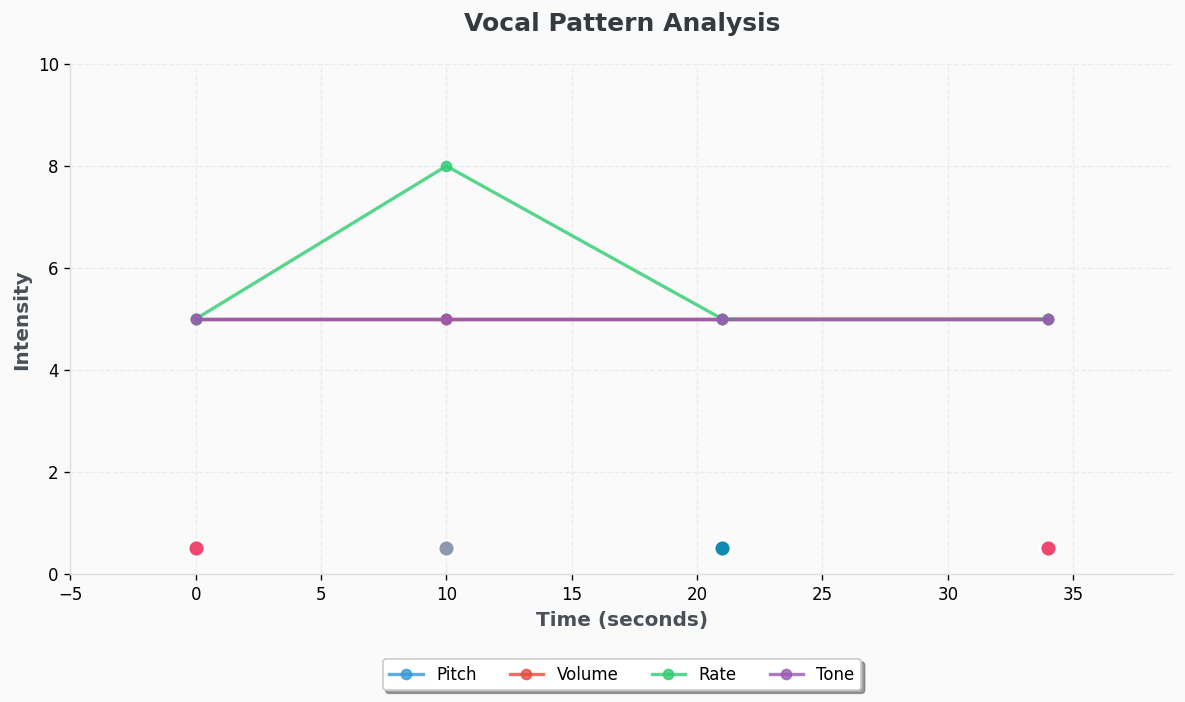 Vocal Pattern Analysis
10
8
6
4
2
0
Intensity
−5 0 5 10 15 20 25 30 35
Time (seconds)
Pitch Volume Rate Tone